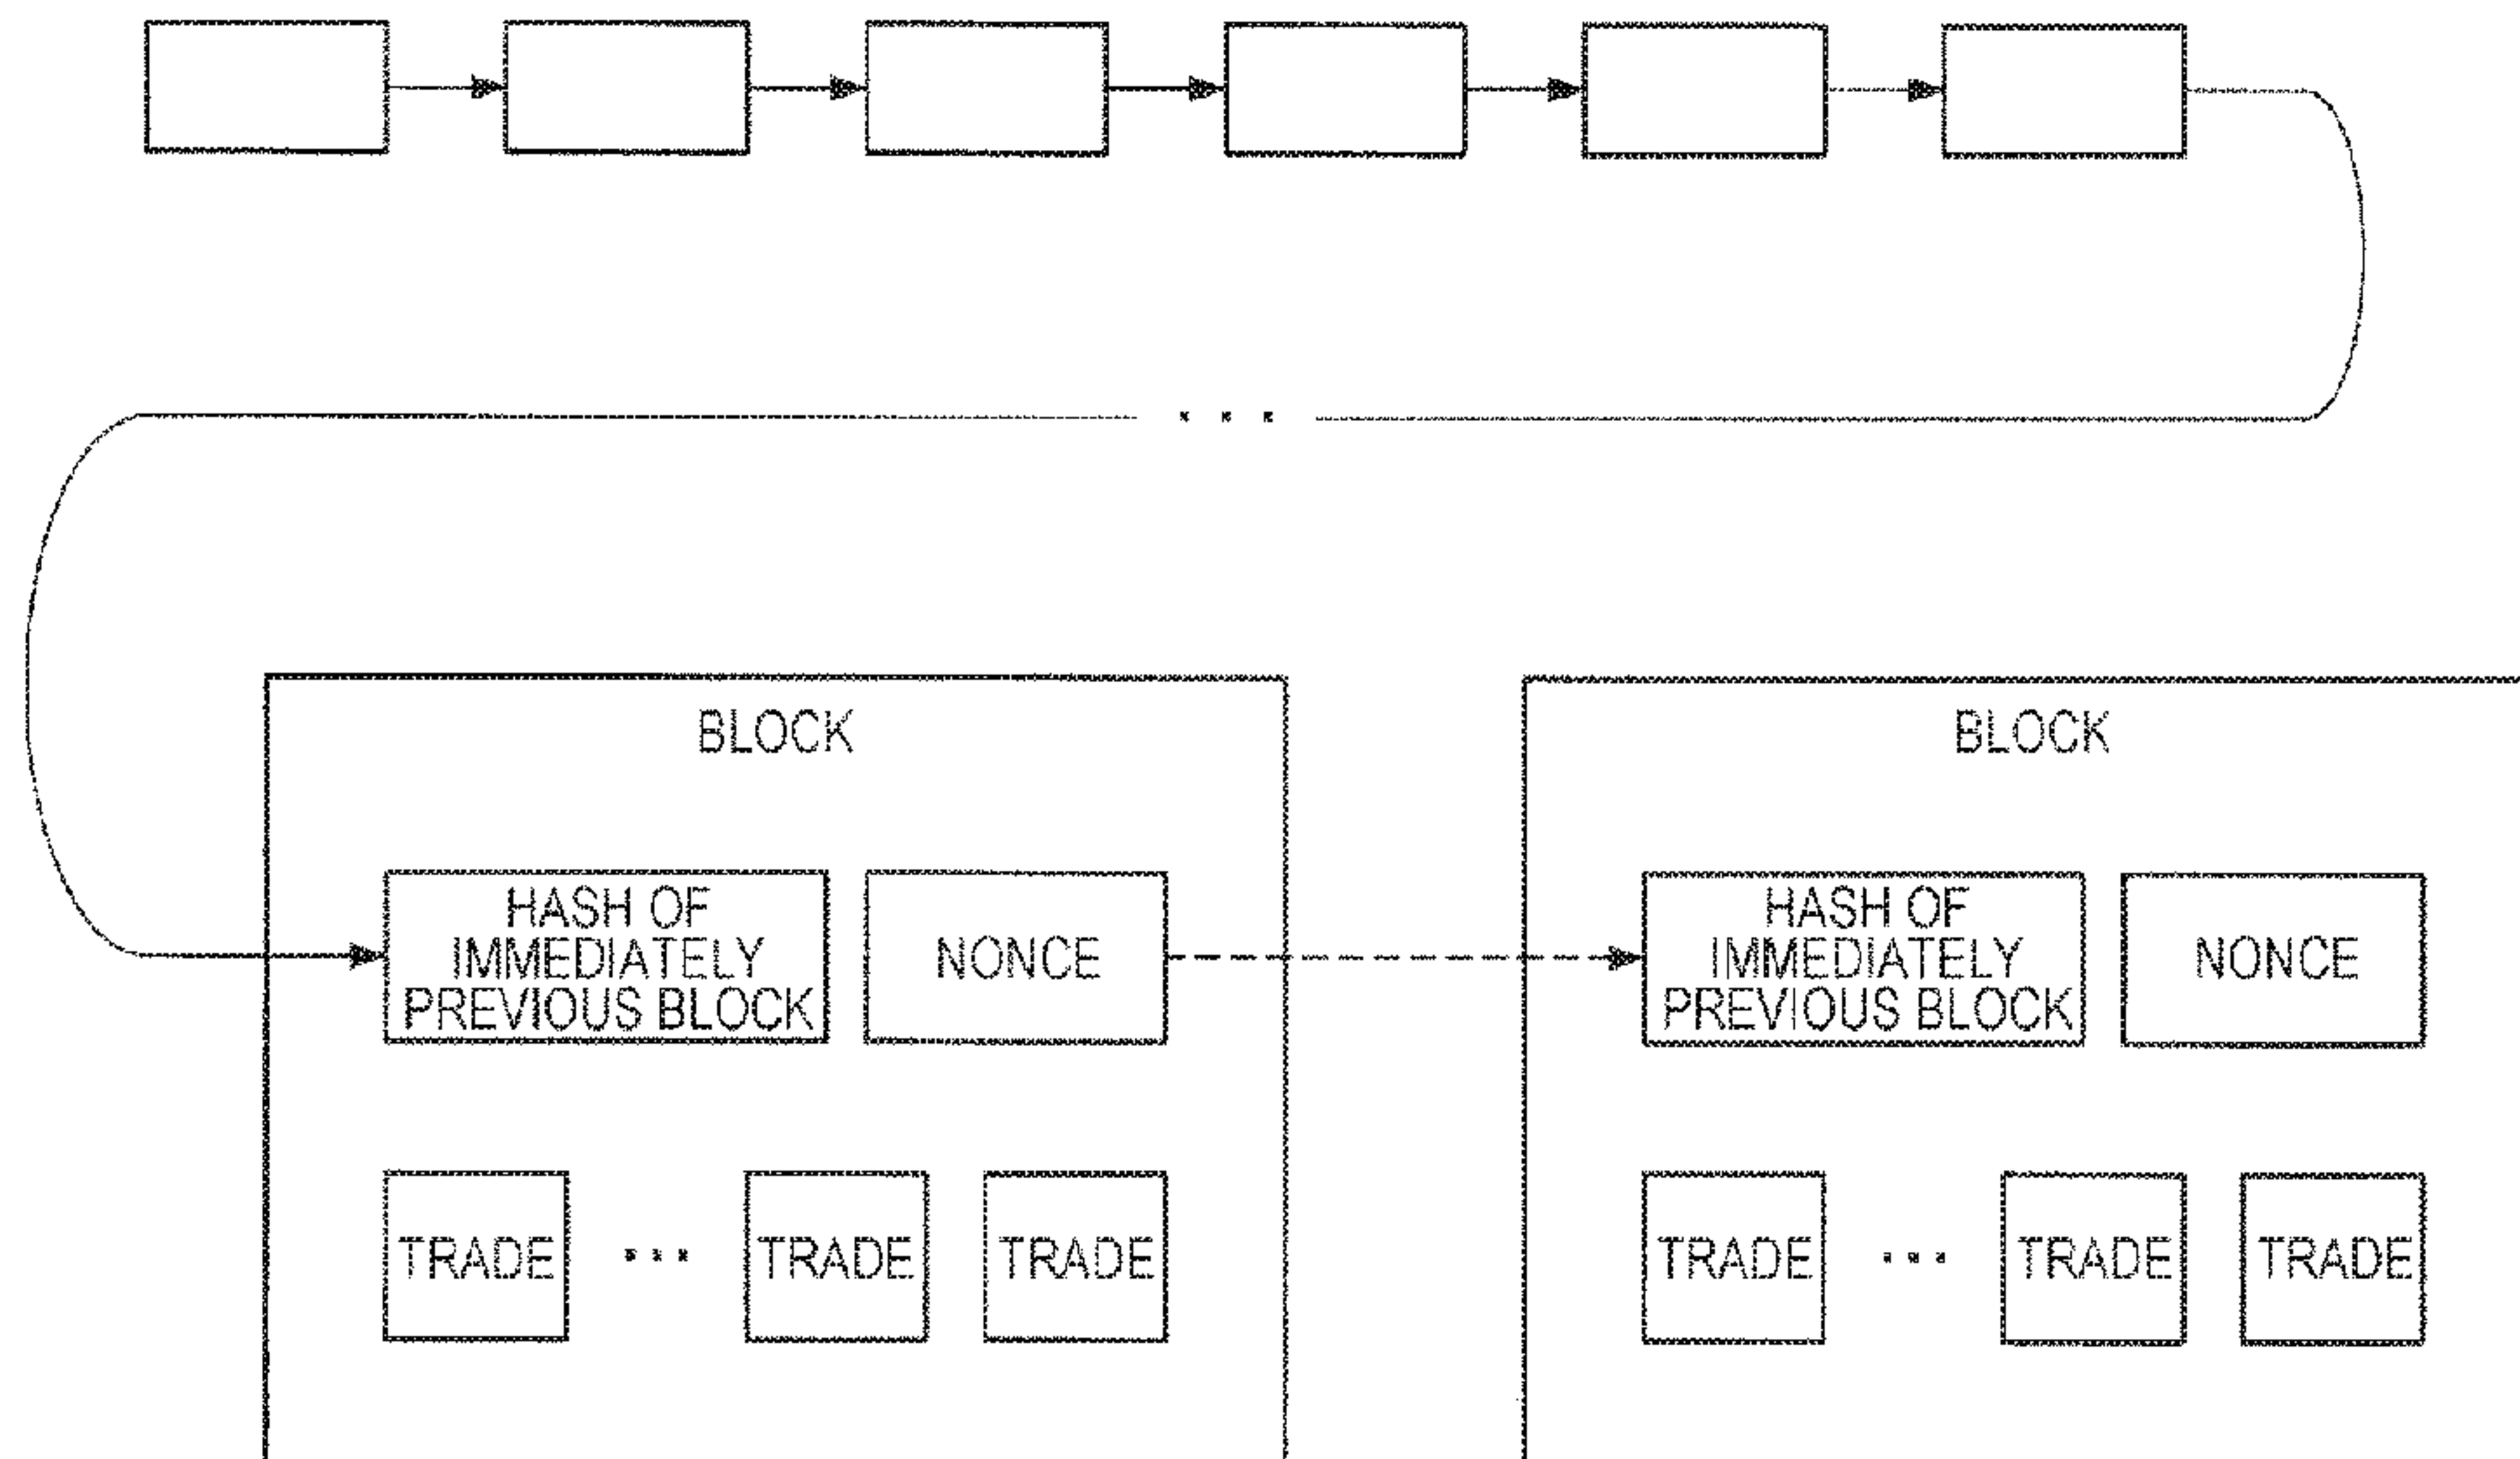 BLOCK
HASH OF
IMMEDIATELY
PREVIOUS BLOCK
NONCE
TRADE
...
TRADE
TRADE
BLOCK
HASH OF
IMMEDIATELY
PREVIOUS BLOCK
NONCE
TRADE
...
TRADE
TRADE